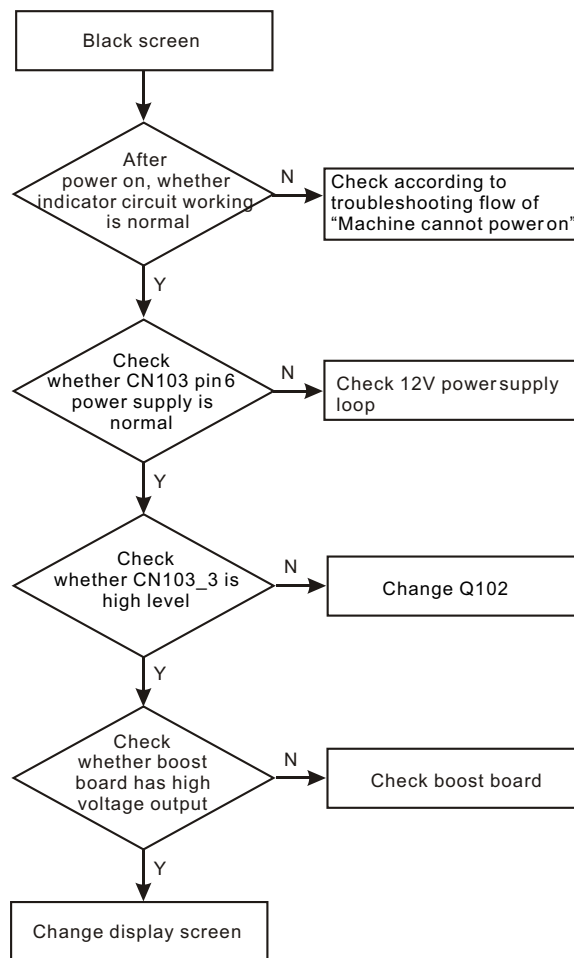 Black screen
After
power on, whether
indicator circuit working
is normal
N
Check according to
troubleshooting flow of
“Machine cannot power on”
Y
Check
whether CN103 pin 6
power supply is
normal
N
Check 12V power supply
loop
Y
Check
whether CN103_3 is
high level
N
Change Q102
Y
Check
whether boost
board has high
voltage output
N
Check boost board
Y
Change display screen